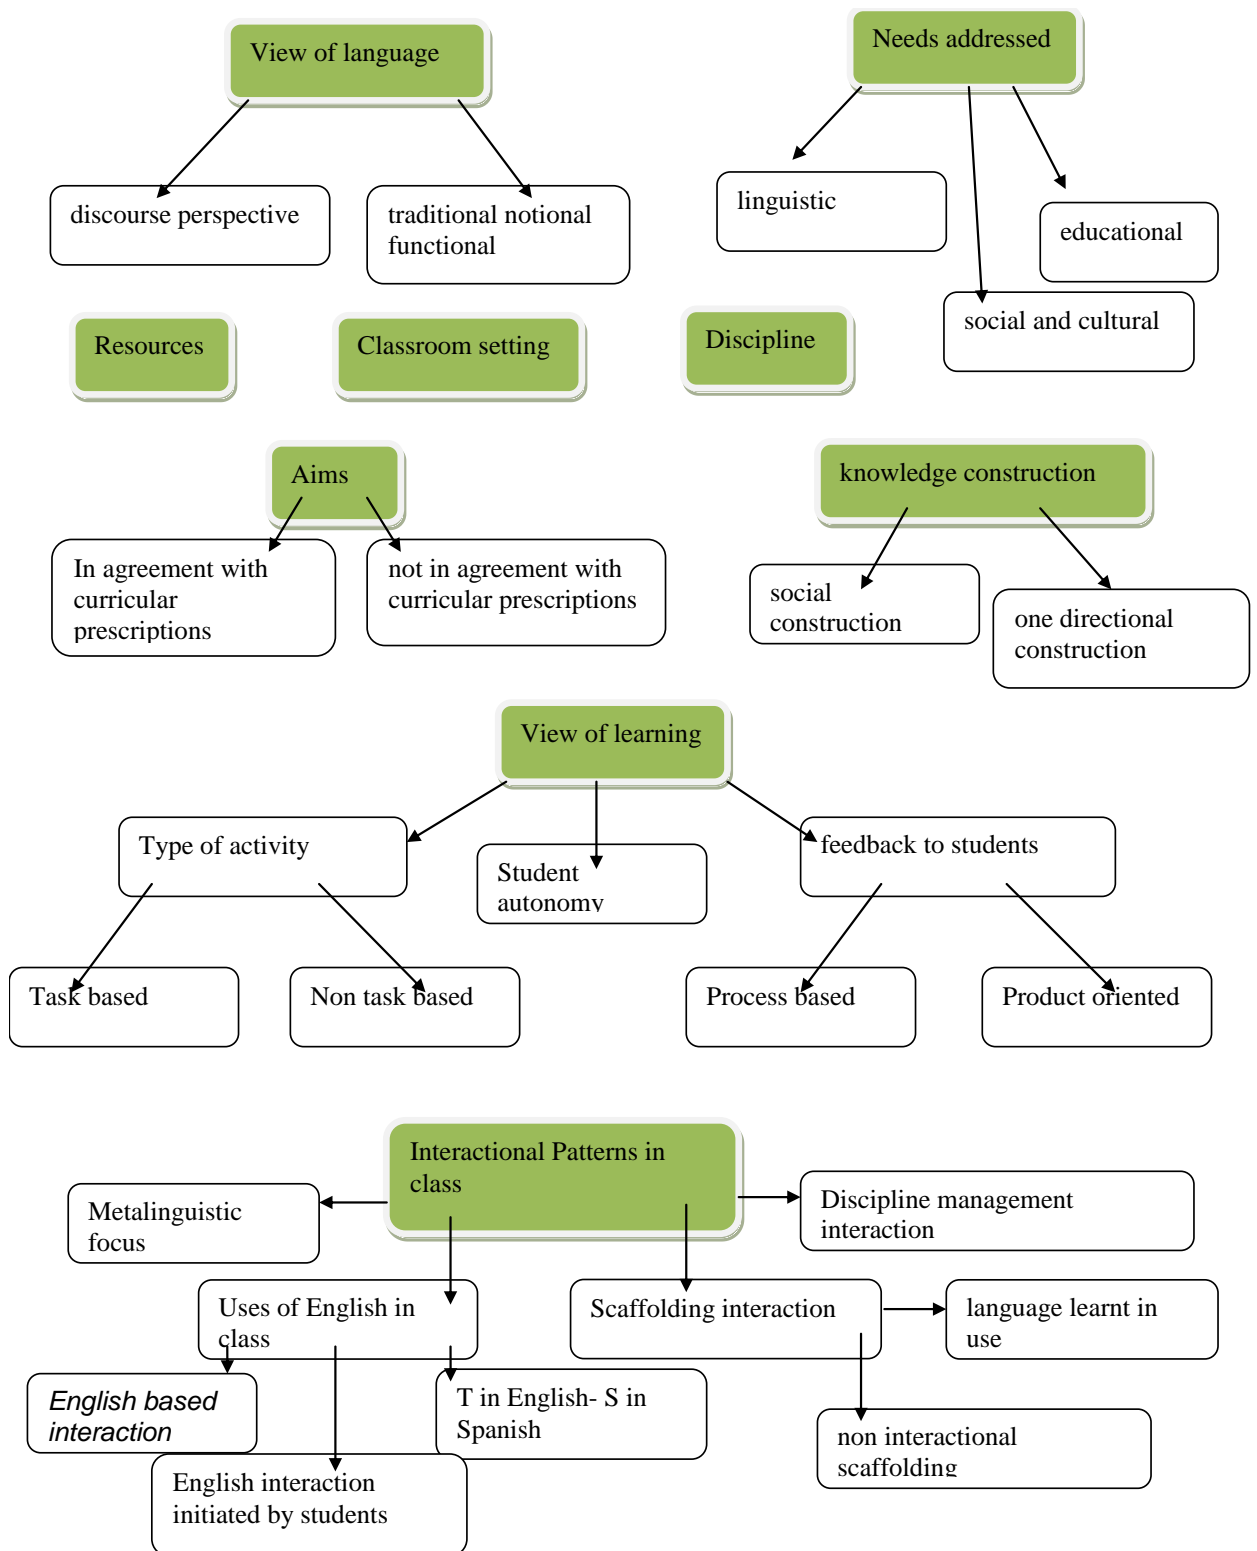 View of language
Needs addressed
discourse perspective
traditional notional
functional
linguistic
educational
social and cultural
Resources
Classroom setting
Discipline
Aims
knowledge construction
In agreement with
curricular
prescriptions
not in agreement with
curricular prescriptions
social
construction
one directional
construction
View of learning
Type of activity
Student
autonomy
feedback to students
Task based
Non task based
Process based
Product oriented
Interactional Patterns in
class
Metalinguistic
focus
Discipline management
interaction
Uses of English in
class
Scaffolding interaction
language learnt in
use
English based
interaction
T in English- S in
Spanish
non interactional
scaffolding
English interaction
initiated by students